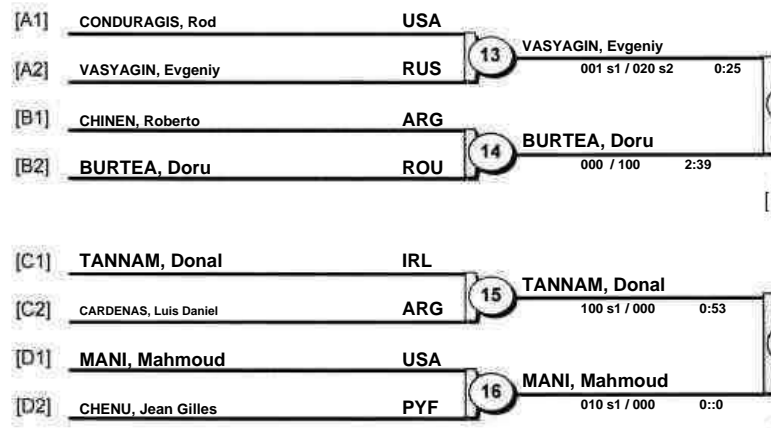 [A1] CONDURAGIS, Rod USA
13 VASYAGIN, Evgeniy
[A2] VASYAGIN, Evgeniy RUS
001 s1 / 020 s2 0:25
[B1] CHINEN, Roberto ARG
14 BURTEA, Doru
[B2] BURTEA, Doru ROU
000 / 100 2:39
[
[C1] TANNAM, Donal IRL
15 TANNAM, Donal
[C2] CARDENAS, Luis Daniel ARG
100 s1 / 000 0:53
[D1] MANI, Mahmoud USA
16 MANI, Mahmoud
[D2] CHENU, Jean Gilles PYF
010 s1 / 000 0::0